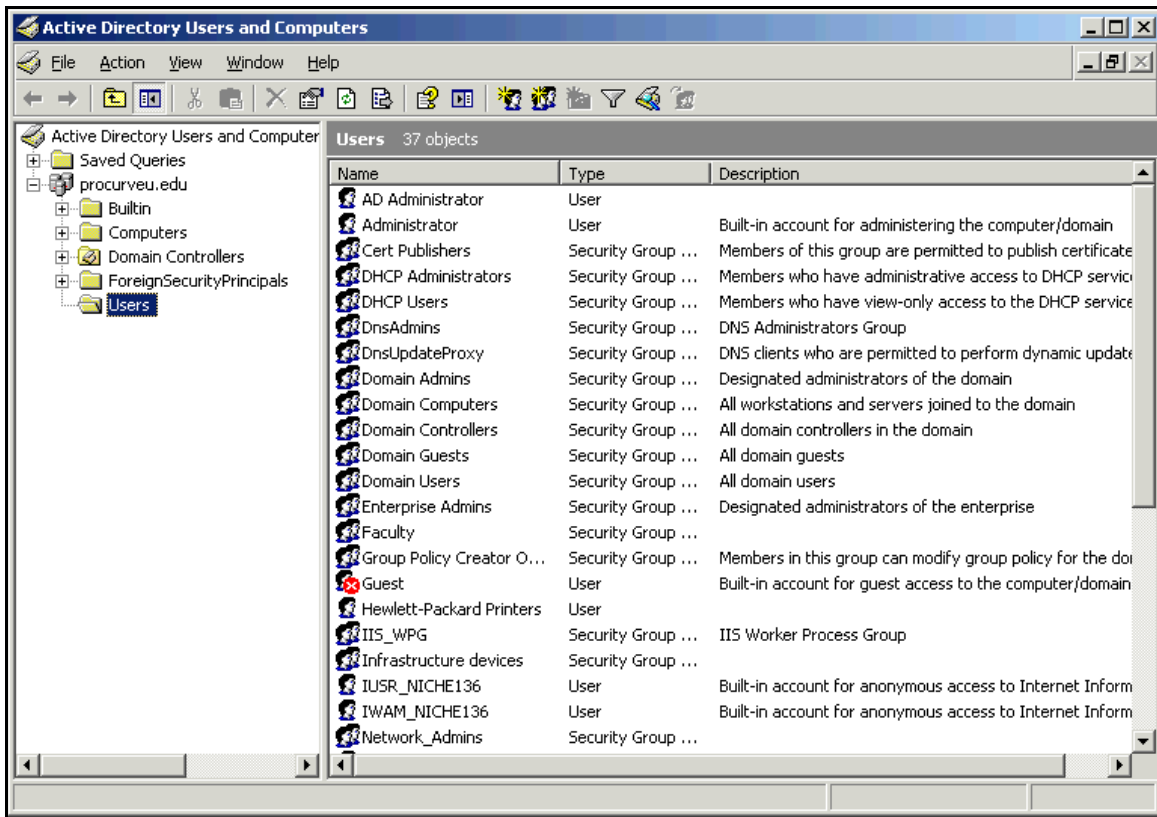 Active Directory Users and Computers
File Action View Window Help
Active Directory Users and Computer
Saved Queries
procurveu.edu
Builtin
Computers
Domain Controllers
ForeignSecurityPrincipals
Users
Users 37 objects
Name Type Description
AD Administrator User
Administrator User Built-in account for administering the computer/domain
Cert Publishers Security Group ... Members of this group are permitted to publish certificate
DHCP Administrators Security Group ... Members who have administrative access to DHCP servic
DHCP Users Security Group ... Members who have view-only access to the DHCP service
DnsAdmins Security Group ... DNS Administrators Group
DnsUpdateProxy Security Group ... DNS clients who are permitted to perform dynamic update
Domain Admins Security Group ... Designated administrators of the domain
Domain Computers Security Group ... All workstations and servers joined to the domain
Domain Controllers Security Group ... All domain controllers in the domain
Domain Guests Security Group ... All domain guests
Domain Users Security Group ... All domain users
Enterprise Admins Security Group ... Designated administrators of the enterprise
Faculty Security Group ...
Group Policy Creator O... Security Group ... Members in this group can modify group policy for the do
Guest User Built-in account for guest access to the computer/domain
Hewlett-Packard Printers User
IIS_WPG Security Group ... IIS Worker Process Group
Infrastructure devices Security Group ...
IUSR_NICHE136 User Built-in account for anonymous access to Internet Inform
IWAM_NICHE136 User Built-in account for anonymous access to Internet Inform
Network_Admins Security Group ...